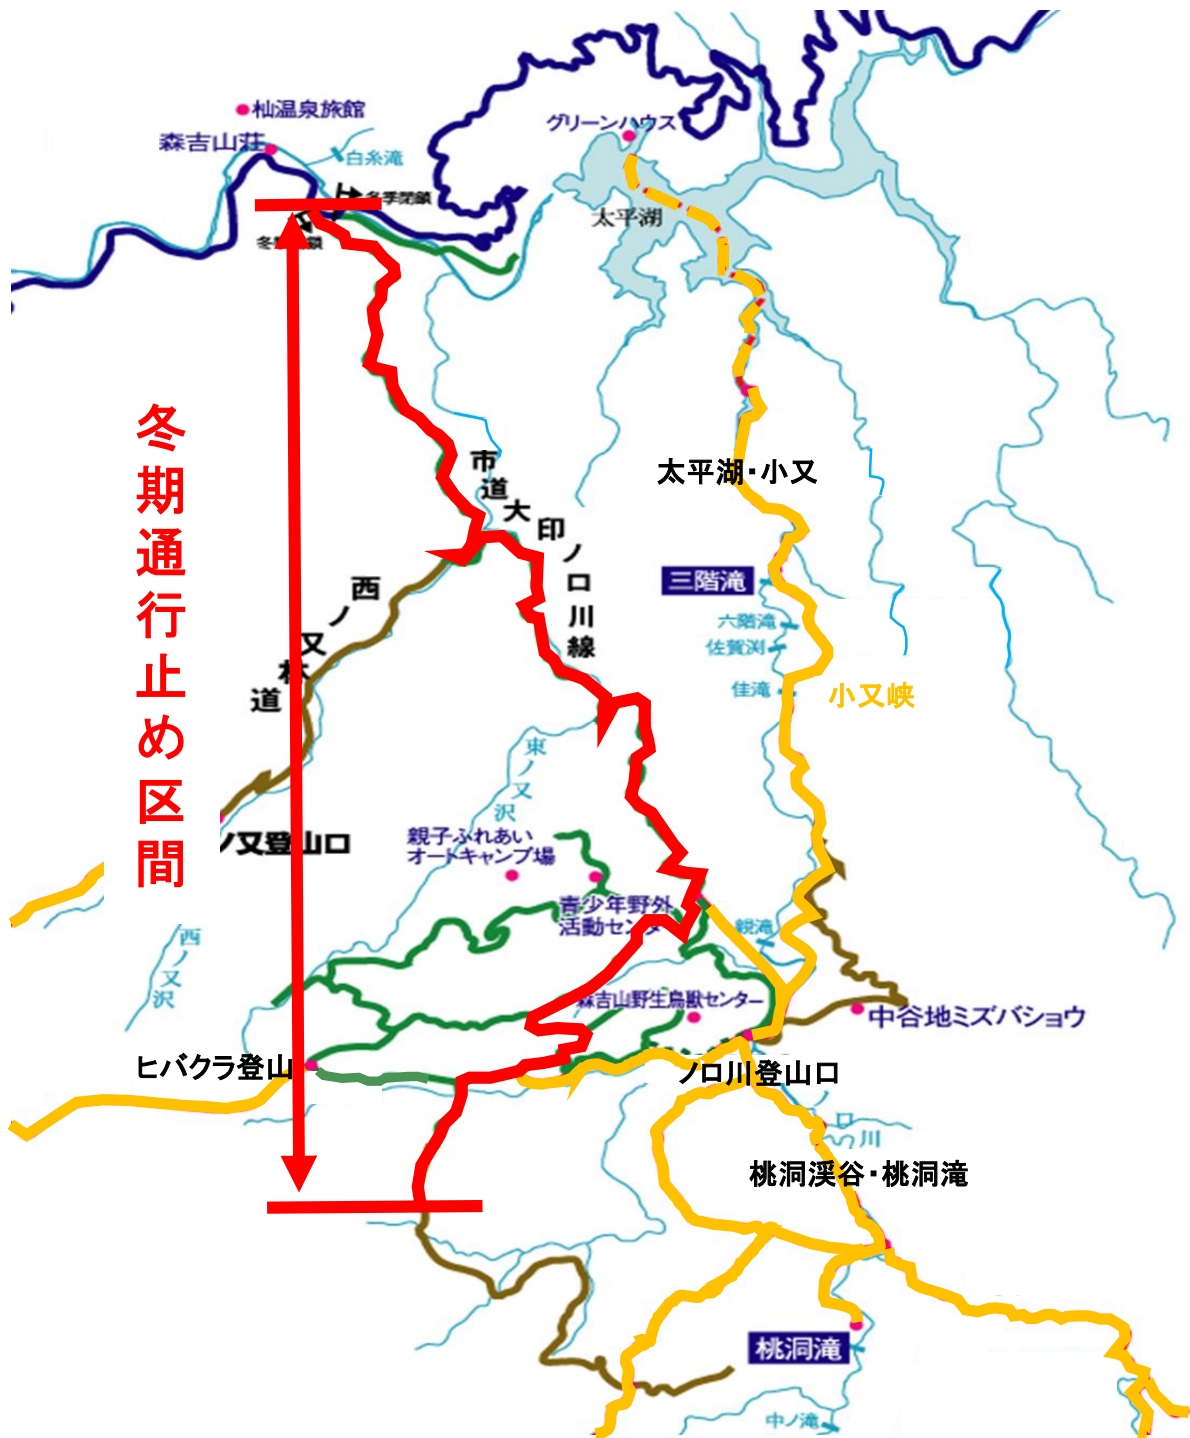 杣温泉旅館
森吉山荘
白糸滝
冬季閉鎖
グリーンハウス
太平湖
冬期通行止め区間
市道大印ノ口川線
太平湖・小又
三階滝
六階滝
佐賀渕
佳滝
小又峡
西ノ又林道
東ノ又沢
ノ又登山口
親子ふれあい
オートキャンプ場
青少年野外
活動センター
親滝
西ノ又沢
森吉山野生鳥獣センター
中谷地ミズバショウ
ヒバクラ登山
ノロ川登山口
ノロ川
桃洞渓谷・桃洞滝
桃洞滝
中ノ滝